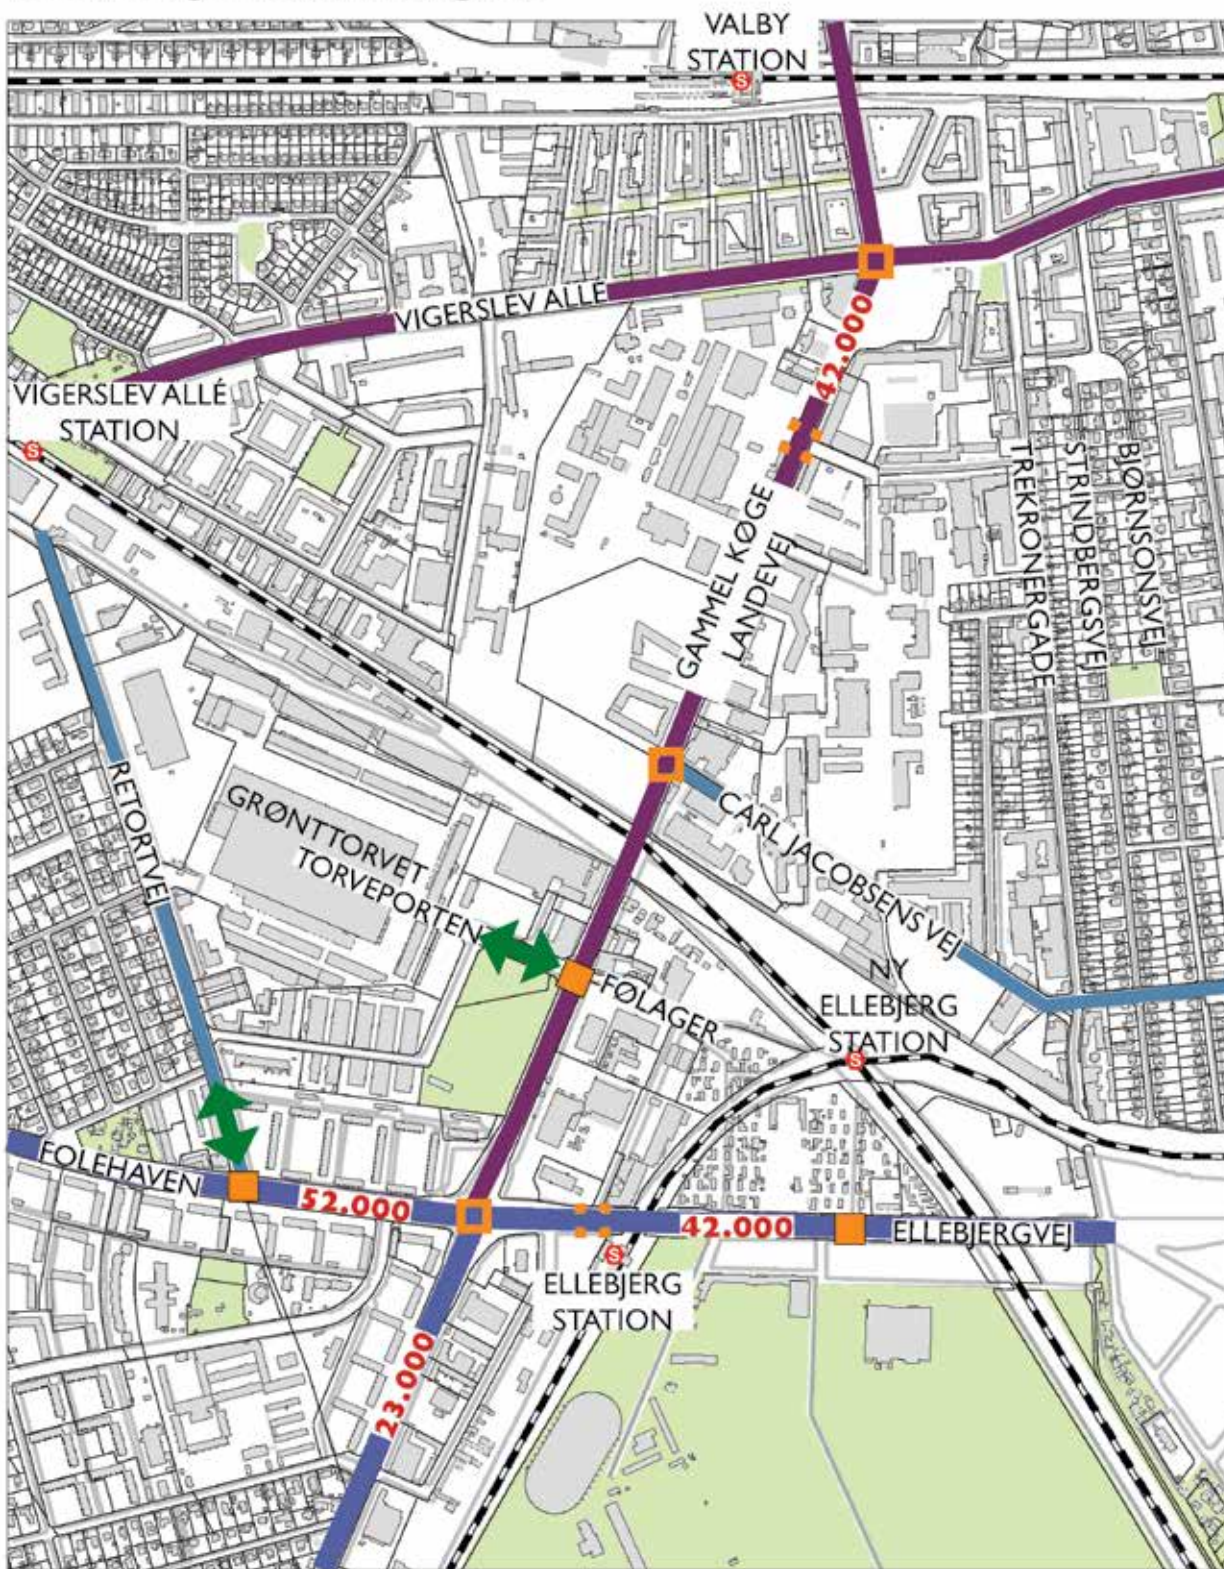 VALBY
STATION
S
VIGERSLEV ALLÉ
42.000
VIGERSLEV ALLÉ
STATION
S
GAMMEL KØGE
LANDEVEJ
TREKRONERGADE
STRINDBERGSVEJ
BJØRNSONSVEJ
RETORTVEJ
GRØNTTORVET
TORVEPORTEN
CARL JACOBSENS VEJ
FØLAGER
NY
ELLEBJERG
STATION
S
FOLEHAVEN
52.000
42.000
ELLEBJERGVEJ
S
ELLEBJERG
STATION
23.000